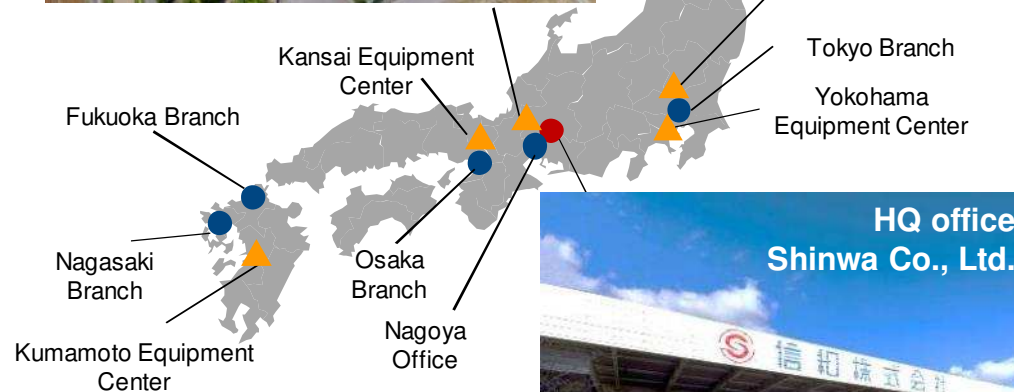 Kansai Equipment
Center
Tokyo Branch
Yokohama
Equipment Center
Fukuoka Branch
HQ office
Shinwa Co., Ltd.
Nagasaki
Branch
Osaka
Branch
Nagoya
Office
Kumamoto Equipment
Center
信和株式会社